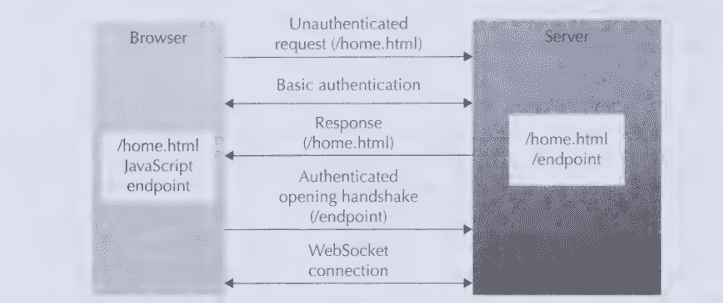 Browser
Unauthenticated
request (/home.html)
Server
Basic authentication
Response
(/home.html)
/home.html
JavaScript
endpoint
/home.html
/endpoint
Authenticated
opening handshake
(/endpoint)
WebSocket
connection